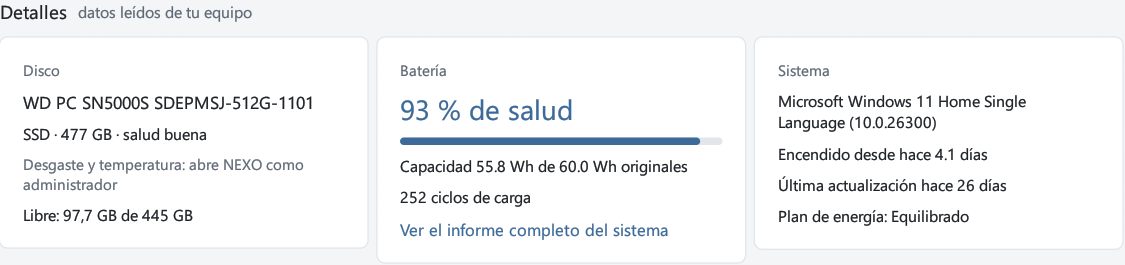 Detalles datos leídos de tu equipo
Disco
WD PC SN5000S SDEPMSJ-512G-1101
SSD · 477 GB · salud buena
Desgaste y temperatura: abre NEXO como
administrador
Libre: 97,7 GB de 445 GB
Batería
93 % de salud
Capacidad 55.8 Wh de 60.0 Wh originales
252 ciclos de carga
Ver el informe completo del sistema
Sistema
Microsoft Windows 11 Home Single
Language (10.0.26300)
Encendido desde hace 4.1 días
Última actualización hace 26 días
Plan de energía: Equilibrado